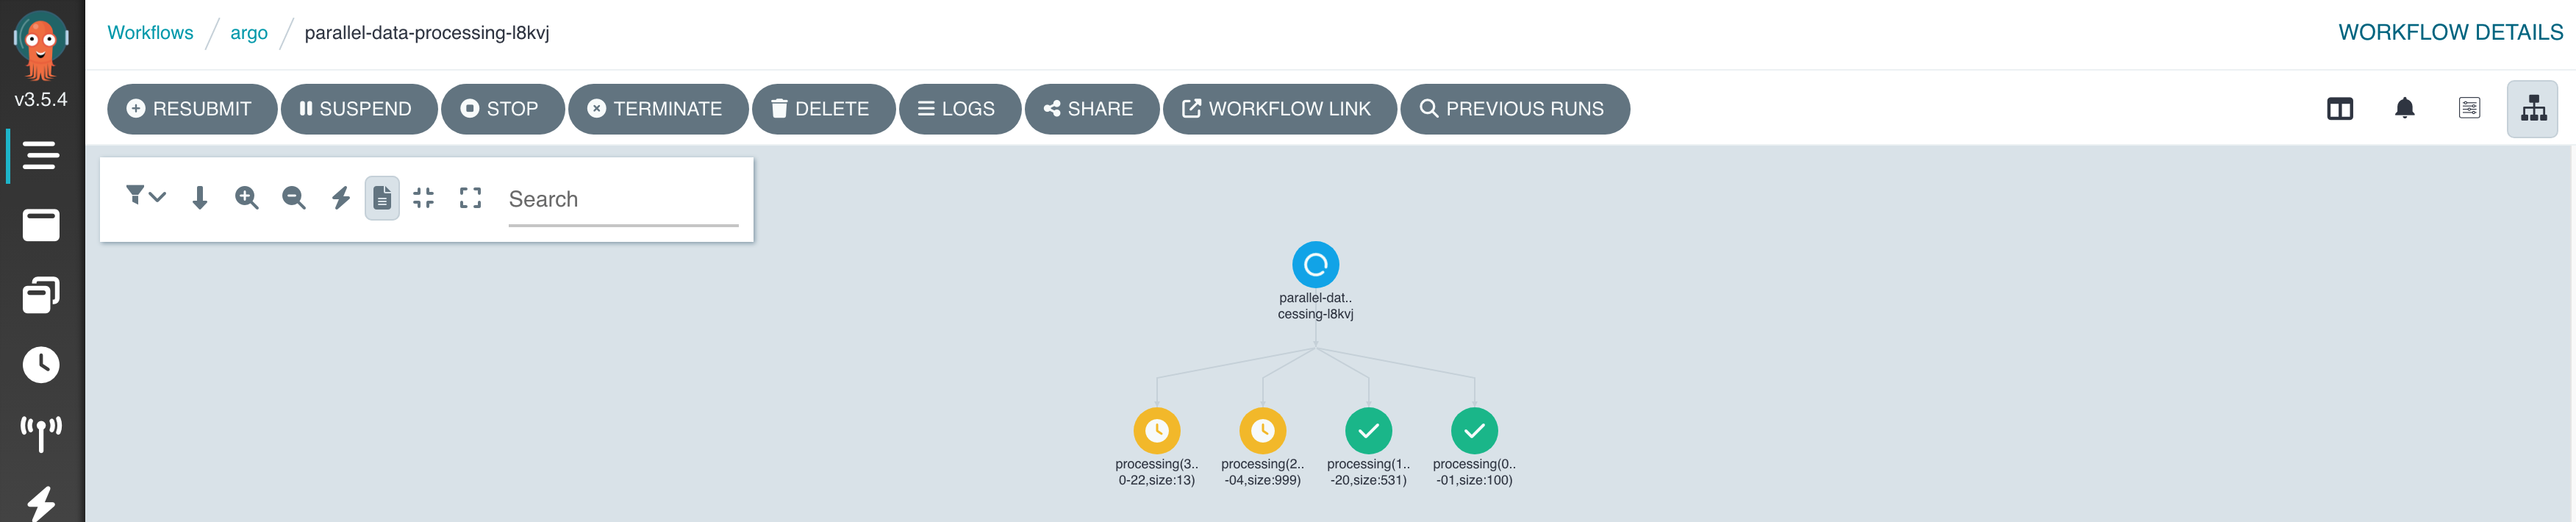 Workflows / argo / parallel-data-processing-l8kvj
WORKFLOW DETAILS
v3.5.4
RESUBMIT
SUSPEND
STOP
TERMINATE
DELETE
LOGS
SHARE
WORKFLOW LINK
PREVIOUS RUNS
Search
parallel-dat..
cessing-l8kvj
processing(3..
0-22,size:13)
processing(2..
-04,size:999)
processing(1..
-20,size:531)
processing(0..
-01,size:100)